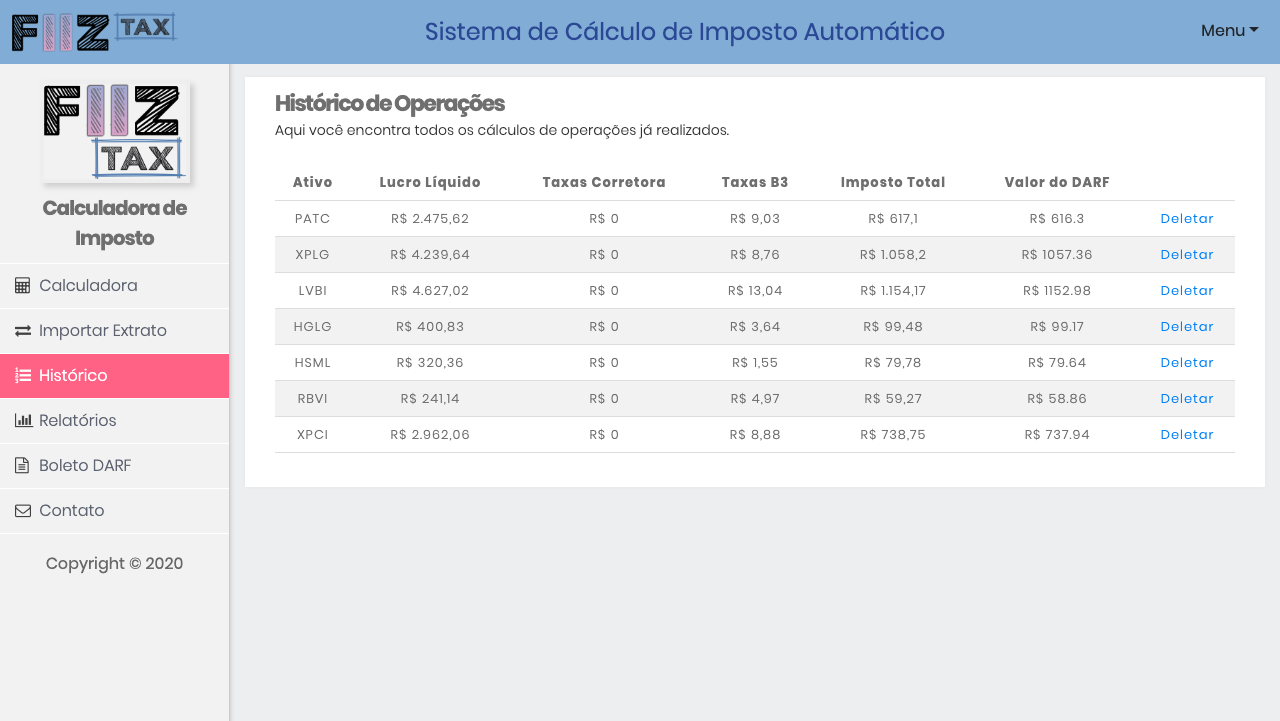 FIIZ TAX
Sistema de Cálculo de Imposto Automático
Menu
FIIZ
TAX
Calculadora de
Imposto
Calculadora
Importar Extrato
Histórico
Relatórios
Boleto DARF
Contato
Copyright © 2020
Histórico de Operações
Aqui você encontra todos os cálculos de operações já realizados.
Ativo Lucro Líquido Taxas Corretora Taxas B3 Imposto Total Valor do DARF
PATC R$ 2.475,62 R$ 0 R$ 9,03 R$ 617,1 R$ 616.3 Deletar
XPLG R$ 4.239,64 R$ 0 R$ 8,76 R$ 1.058,2 R$ 1057.36 Deletar
LVBI R$ 4.627,02 R$ 0 R$ 13,04 R$ 1.154,17 R$ 1152.98 Deletar
HGLG R$ 400,83 R$ 0 R$ 3,64 R$ 99,48 R$ 99.17 Deletar
HSML R$ 320,36 R$ 0 R$ 1,55 R$ 79,78 R$ 79.64 Deletar
RBVI R$ 241,14 R$ 0 R$ 4,97 R$ 59,27 R$ 58.86 Deletar
XPCI R$ 2.962,06 R$ 0 R$ 8,88 R$ 738,75 R$ 737.94 Deletar